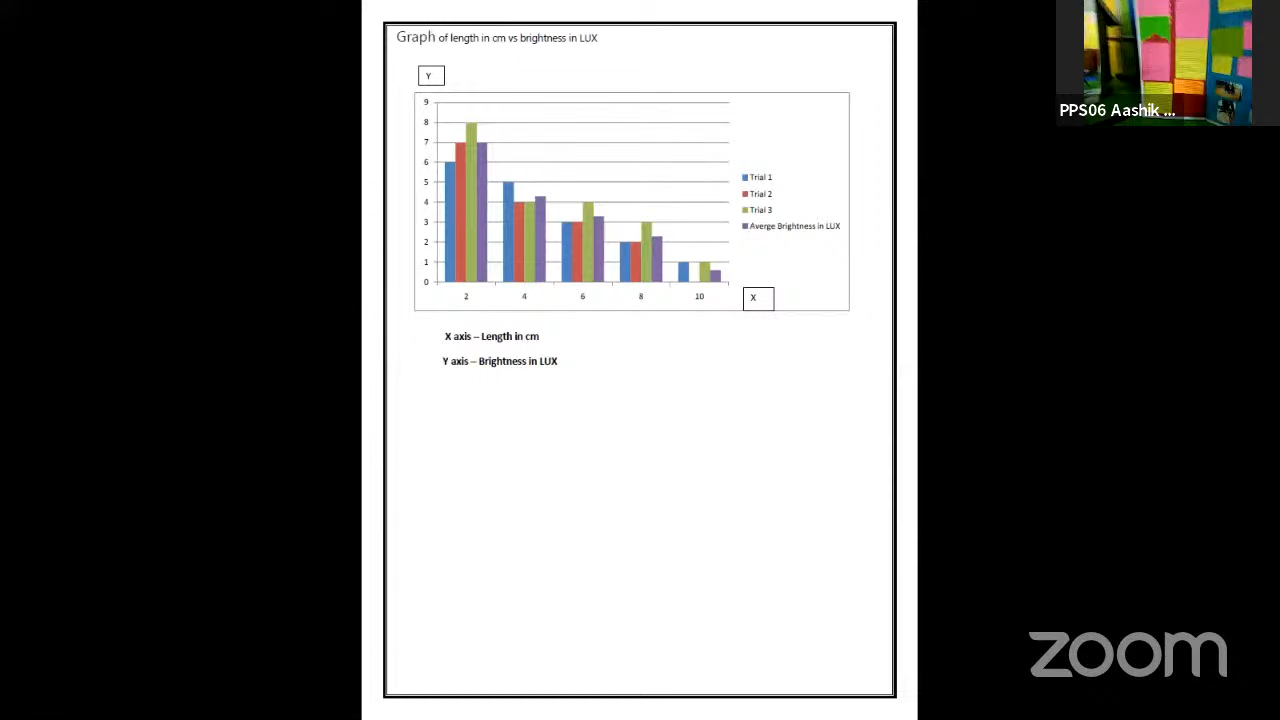 Graph of length in cm vs brightness in LUX
Y
9
8
7
6
5
4
3
2
1
0
2 4 6 8 10
X
Trial 1
Trial 2
Trial 3
Averge Brightness in LUX
X axis – Length in cm
Y axis – Brightness in LUX
PPS06 Aashik ...
zoom